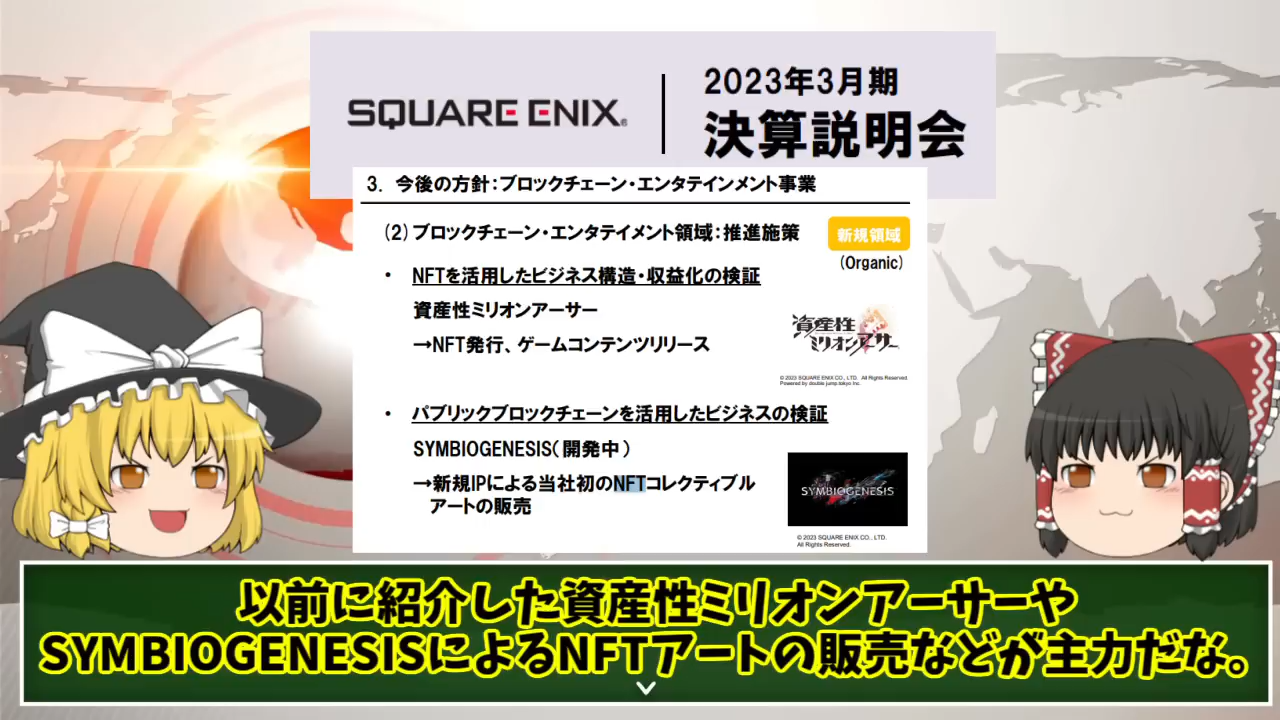 SQUARE ENIX®
2023年3月期
決算説明会
3. 今後の方針：ブロックチェーン・エンタテインメント事業
(2)ブロックチェーン・エンタテイメント領域：推進施策
新規領域
(Organic)
・ NFTを活用したビジネス構造・収益化の検証
資産性ミリオンアーサー
→NFT発行、ゲームコンテンツリリース
資産性
ミリオンアーサー
© 2023 SQUARE ENIX CO., LTD. All Rights Reserved.
Powered by double jump.tokyo Inc.
・ パブリックブロックチェーンを活用したビジネスの検証
SYMBIOGENESIS（開発中）
→新規IPによる当社初のNFTコレクティブル
アートの販売
SYMBIOGENESIS
© 2023 SQUARE ENIX CO., LTD.
All Rights Reserved.
以前に紹介した資産性ミリオンアーサーや
SYMBIOGENESISによるNFTアートの販売などが主力だな。